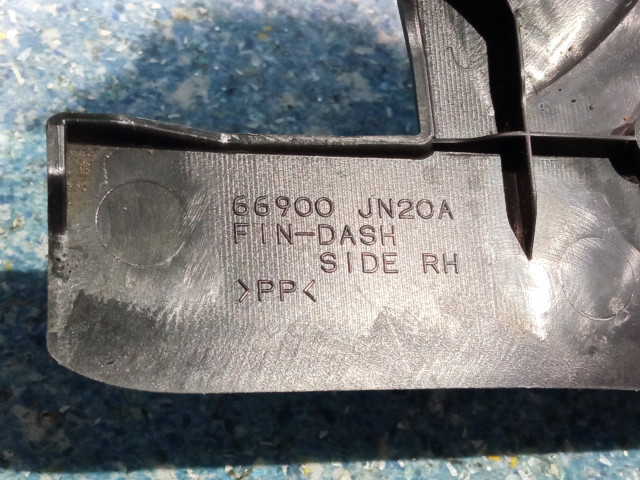 66900 JN20A
FIN-DASH
SIDE RH
>PP<